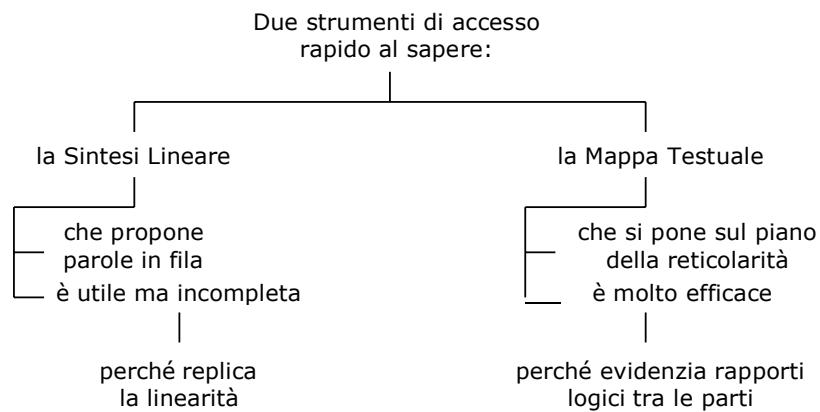 Due strumenti di accesso
rapido al sapere:
la Sintesi Lineare
la Mappa Testuale
che propone
parole in fila
è utile ma incompleta
perché replica
la linearità
che si pone sul piano
della reticolarità
è molto efficace
perché evidenzia rapporti
logici tra le parti